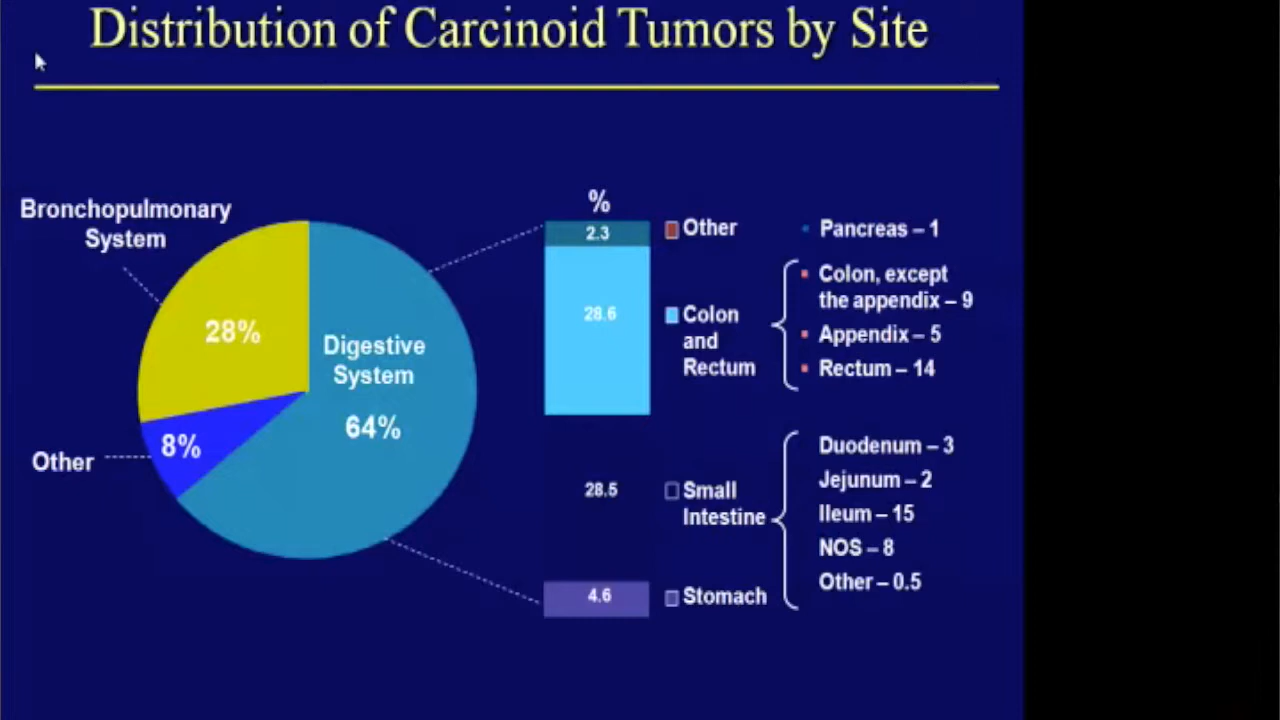 Distribution of Carcinoid Tumors by Site
Bronchopulmonary
System
28%
Digestive
System
64%
8%
Other
%
2.3
28.6
28.5
4.6
Other
Colon
and
Rectum
Small
Intestine
Stomach
Pancreas – 1
Colon, except
the appendix – 9
Appendix – 5
Rectum – 14
Duodenum – 3
Jejunum – 2
Ileum – 15
NOS – 8
Other – 0.5